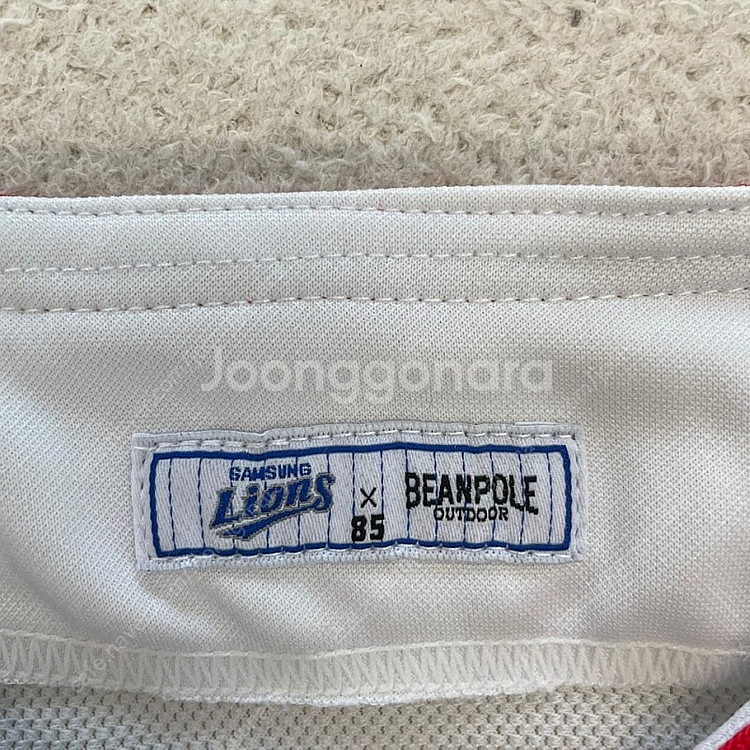 Joonggonara
SAMSUNG
Lions
×
85
BEANPOLE
OUTDOOR